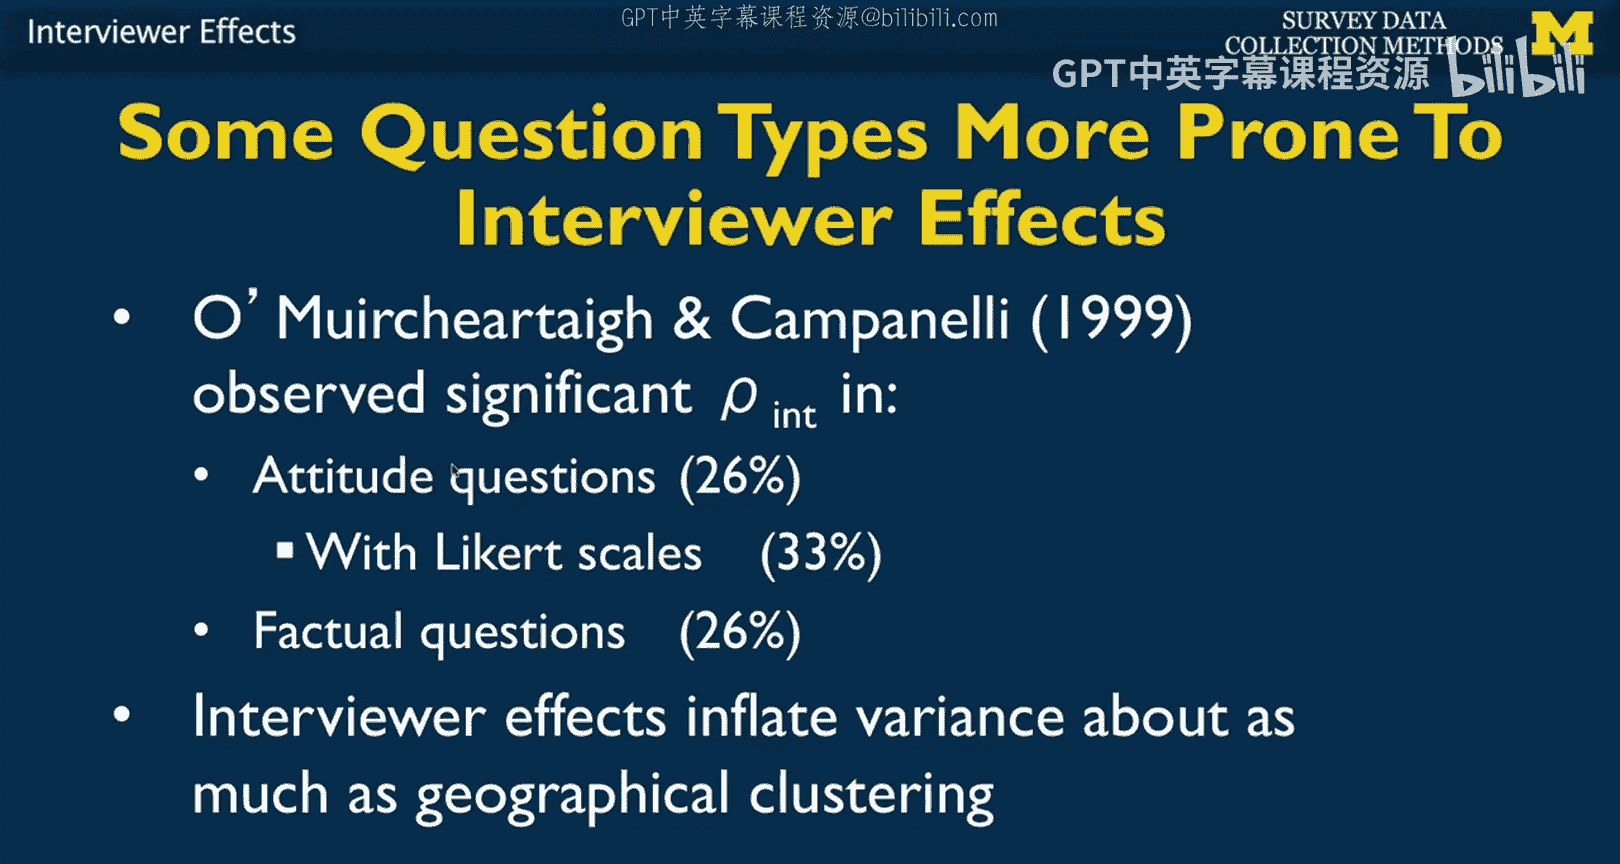 Interviewer Effects
GPT中英字幕课程资源@bilibili.com
SURVEY DATA
COLLECTION METHODS
M
GPT中英字幕课程资源 bilibili
Some Question Types More Prone To
Interviewer Effects
• O’ Muircheartaigh & Campanelli (1999)
observed significant ρ int in:
• Attitude questions (26%)
▪ With Likert scales (33%)
• Factual questions (26%)
• Interviewer effects inflate variance about as
much as geographical clustering